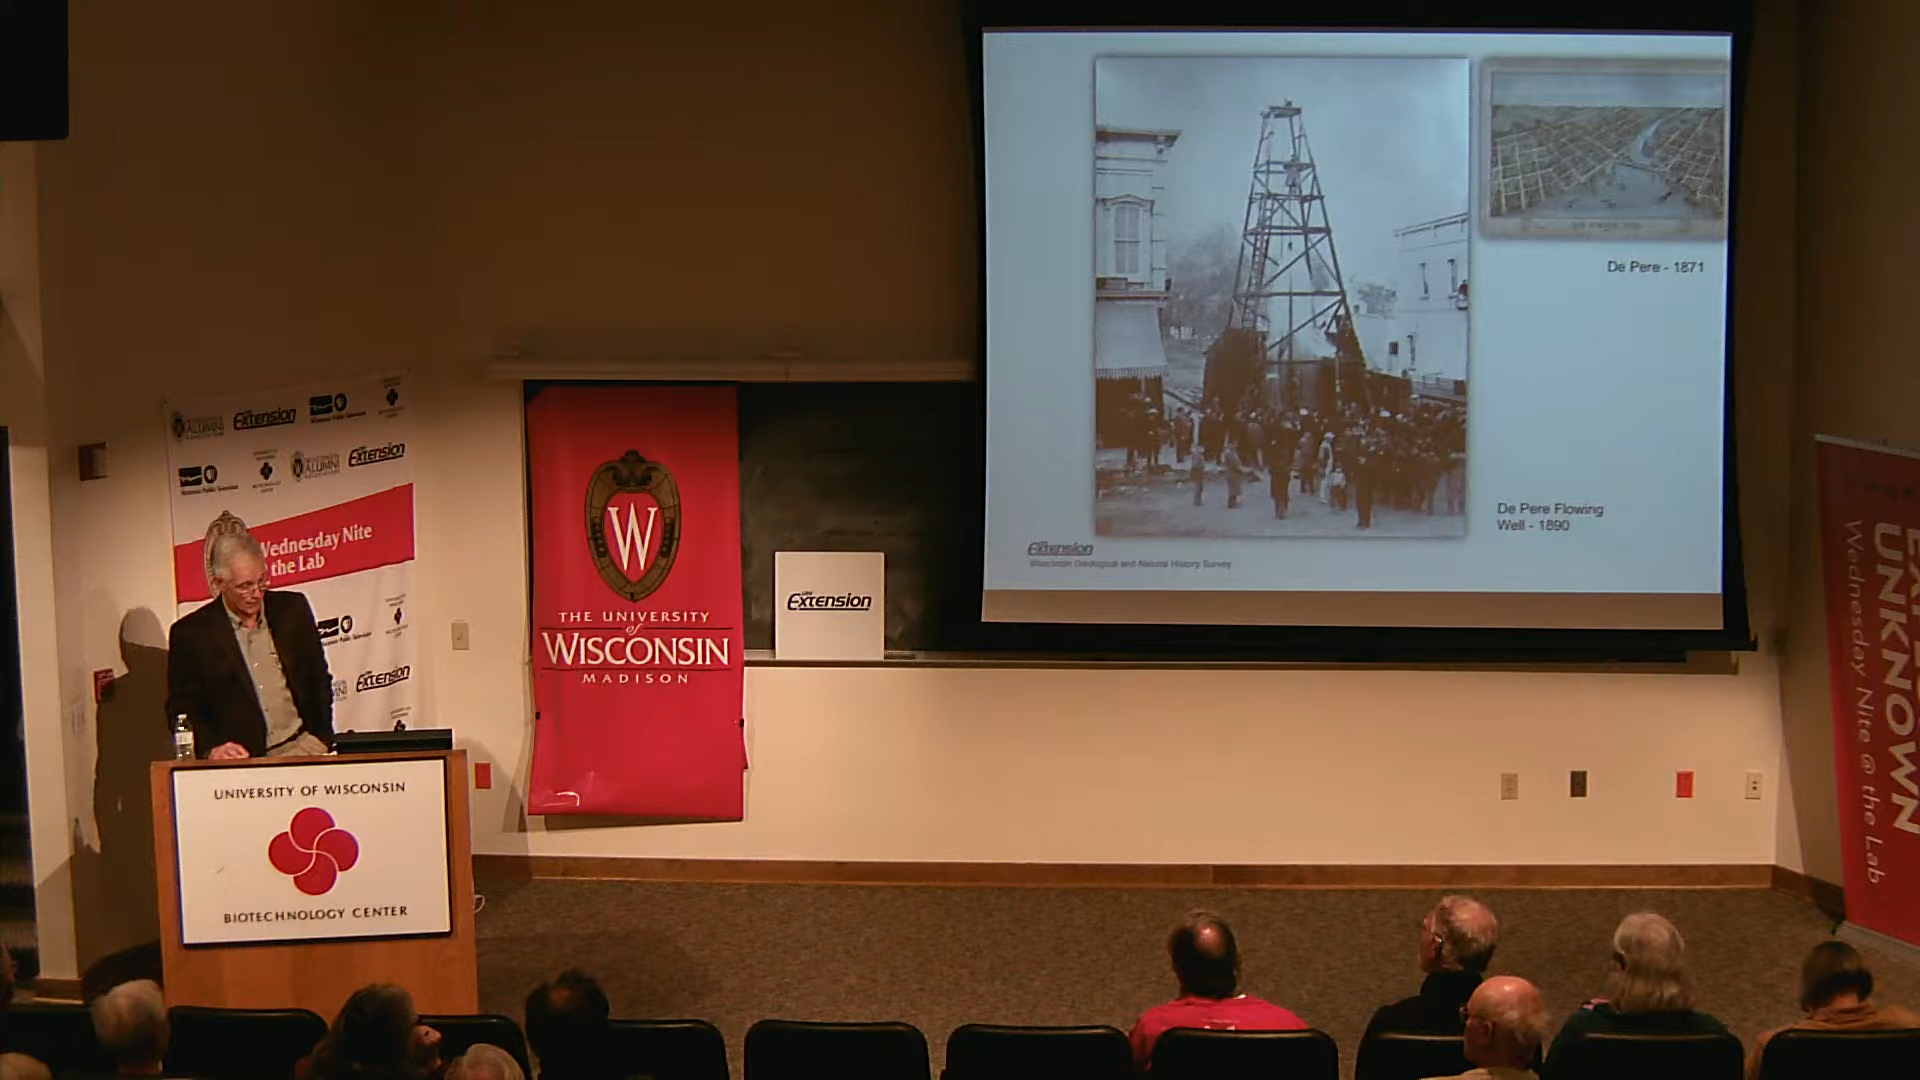 De Pere - 1871
De Pere Flowing
Well - 1890
Extension
Wisconsin Geological and Natural History Survey
ALUMNI
Extension
Extension
ALUMNI
Wednesday Nite
the Lab
Extension
W
THE UNIVERSITY
of
WISCONSIN
MADISON
Extension
UNIVERSITY OF WISCONSIN
BIOTECHNOLOGY CENTER
UNKNOWN
Wednesday Nite @ the Lab